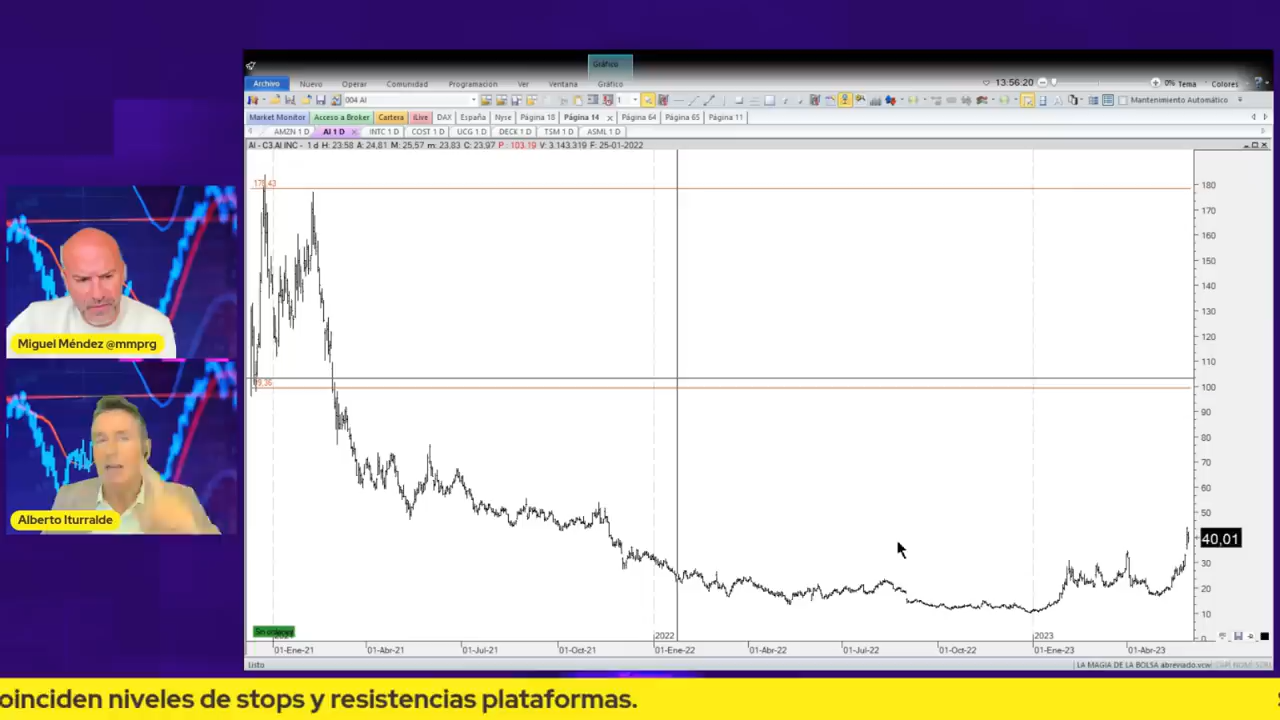 Gráfico
Archivo Nuevo Operar Comunidad Programación Ver Ventana Gráfico 13:56:20 0% Tema Colores
004 AI 1 Mantenimiento Automático
Market Monitor Acceso a Broker Cartera iLive DAX España Nyse Página 18 Página 14 Página 64 Página 65 Página 11
AMZN 1 D AI 1 D INTC 1 D COST 1 D UCG 1 D DECK 1 D TSM 1 D ASML 1 D
AI - C3.AI INC - 1 d H: 23:58 A: 24,81 M: 25,57 m: 23,83 C: 23,97 P : 103,19 V: 3.143.319 F: 25-01-2022
180
170
160
150
140
130
120
110
100
90
80
70
60
50
40,01
30
20
10
0
Miguel Méndez @mmprg
Alberto Iturralde
2022 2023
01-Ene-21 01-Abr-21 01-Jul-21 01-Oct-21 01-Ene-22 01-Abr-22 01-Jul-22 01-Oct-22 01-Ene-23 01-Abr-23
Listo LA MAGIA DE LA BOLSA abreviado.vcw
oinciden niveles de stops y resistencias plataformas.